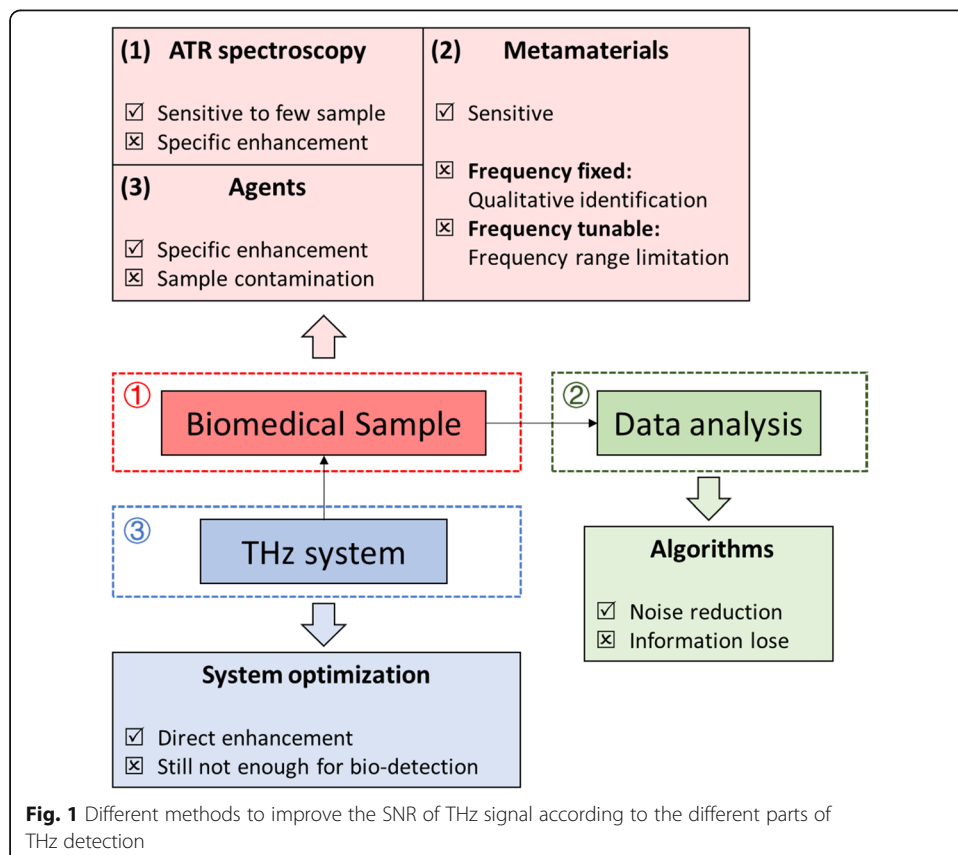 (1) ATR spectroscopy
☑ Sensitive to few sample
☒ Specific enhancement
(2) Metamaterials
☑ Sensitive
☒ Frequency fixed:
Qualitative identification
☒ Frequency tunable:
Frequency range limitation
(3) Agents
☑ Specific enhancement
☒ Sample contamination
①
Biomedical Sample
②
Data analysis
③
THz system
Algorithms
☑ Noise reduction
☒ Information lose
System optimization
☑ Direct enhancement
☒ Still not enough for bio-detection
Fig. 1 Different methods to improve the SNR of THz signal according to the different parts of
THz detection